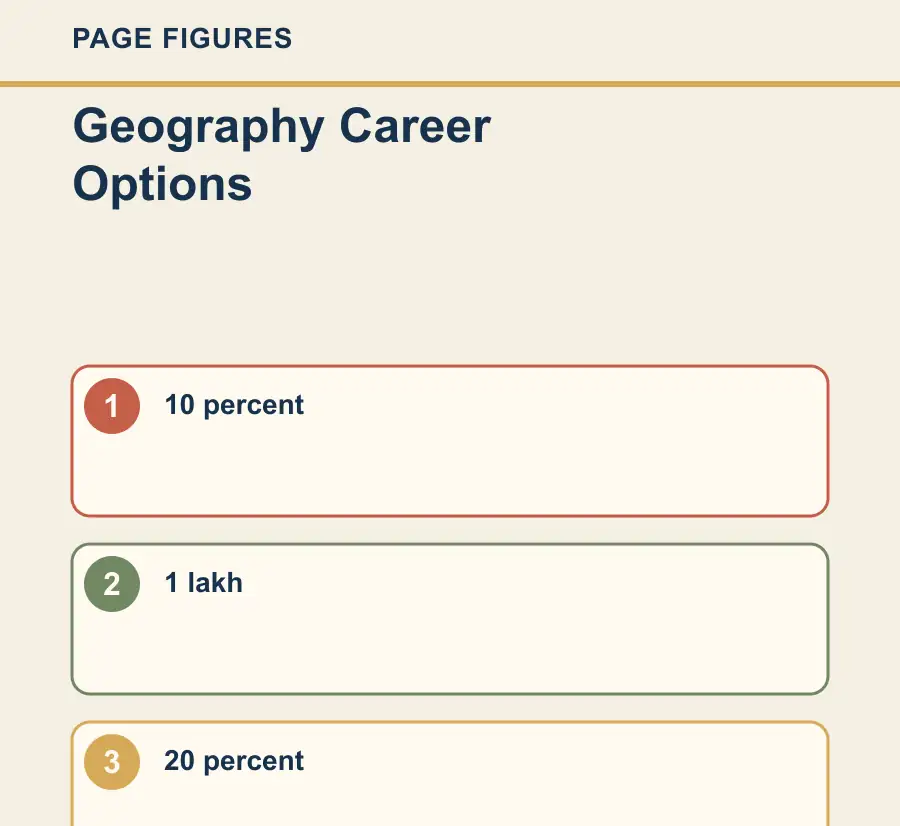 PAGE FIGURES
Geography Career
Options
1 10 percent
2 1 lakh
3 20 percent